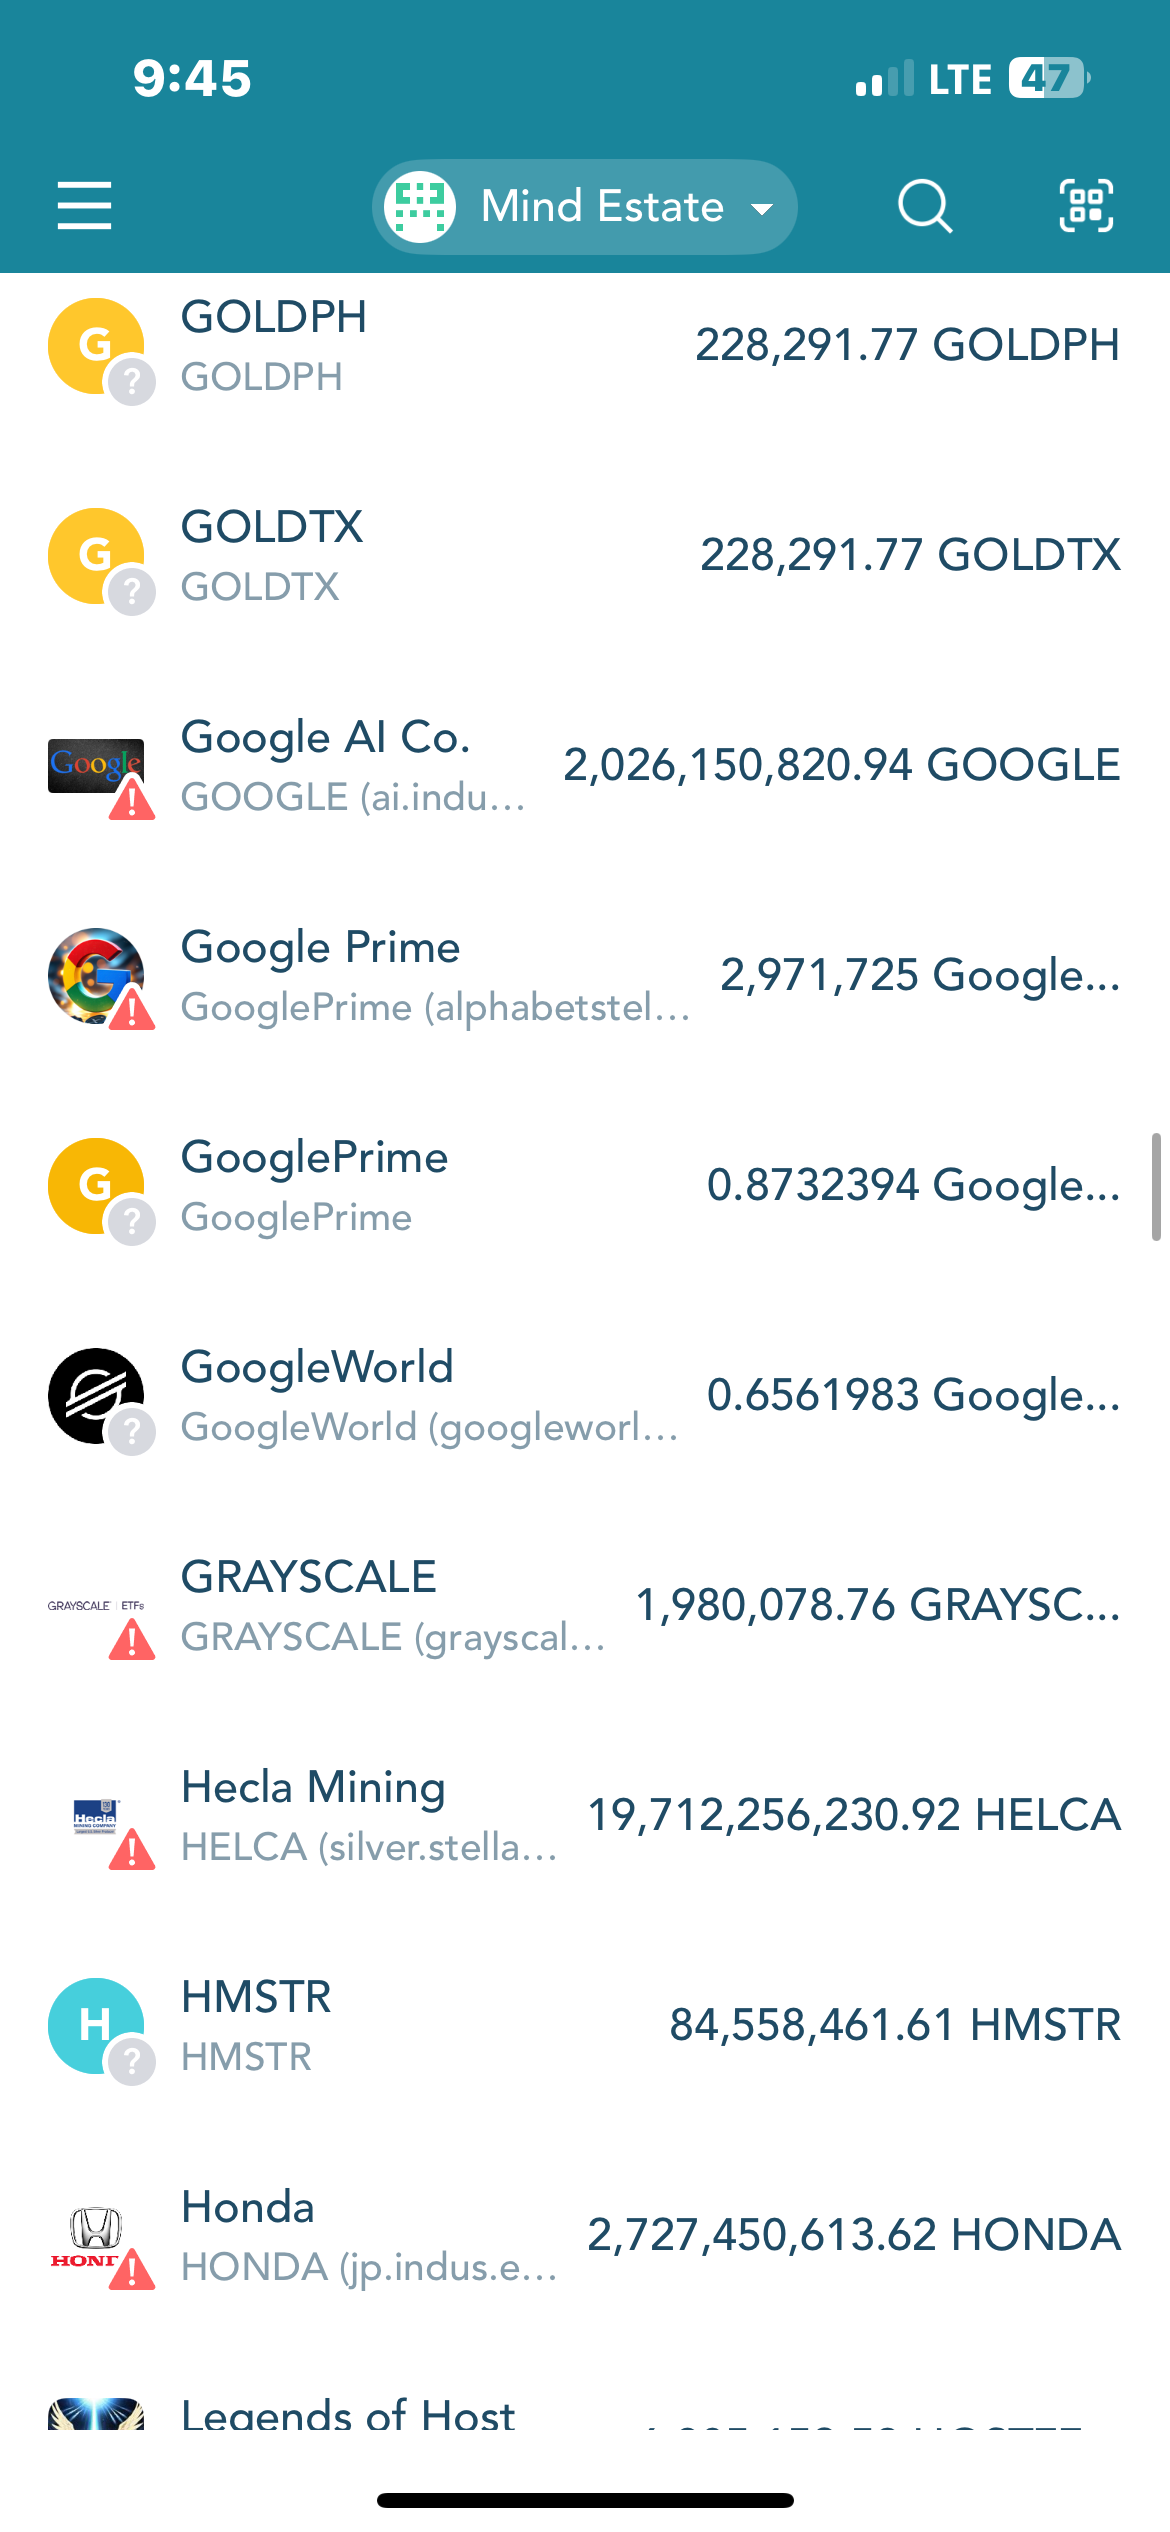 9:45
LTE 47
Mind Estate
G
GOLDPH
GOLDPH
228,291.77 GOLDPH
?
G
GOLDTX
GOLDTX
228,291.77 GOLDTX
?
Google
Google AI Co.
GOOGLE (ai.indu...
2,026,150,820.94 GOOGLE
Google Prime
GooglePrime (alphabetstel...
2,971,725 Google...
G
GooglePrime
GooglePrime
0.8732394 Google...
?
GoogleWorld
GoogleWorld (googleworl...
0.6561983 Google...
?
GRAYSCALE ETFs
GRAYSCALE
GRAYSCALE (grayscal...
1,980,078.76 GRAYSC...
Hecla
MINING COMPANY
Hecla Mining
HELCA (silver.stella...
19,712,256,230.92 HELCA
H
HMSTR
HMSTR
84,558,461.61 HMSTR
?
Honda
HONDA (jp.indus.e...
2,727,450,613.62 HONDA
Legends of Host